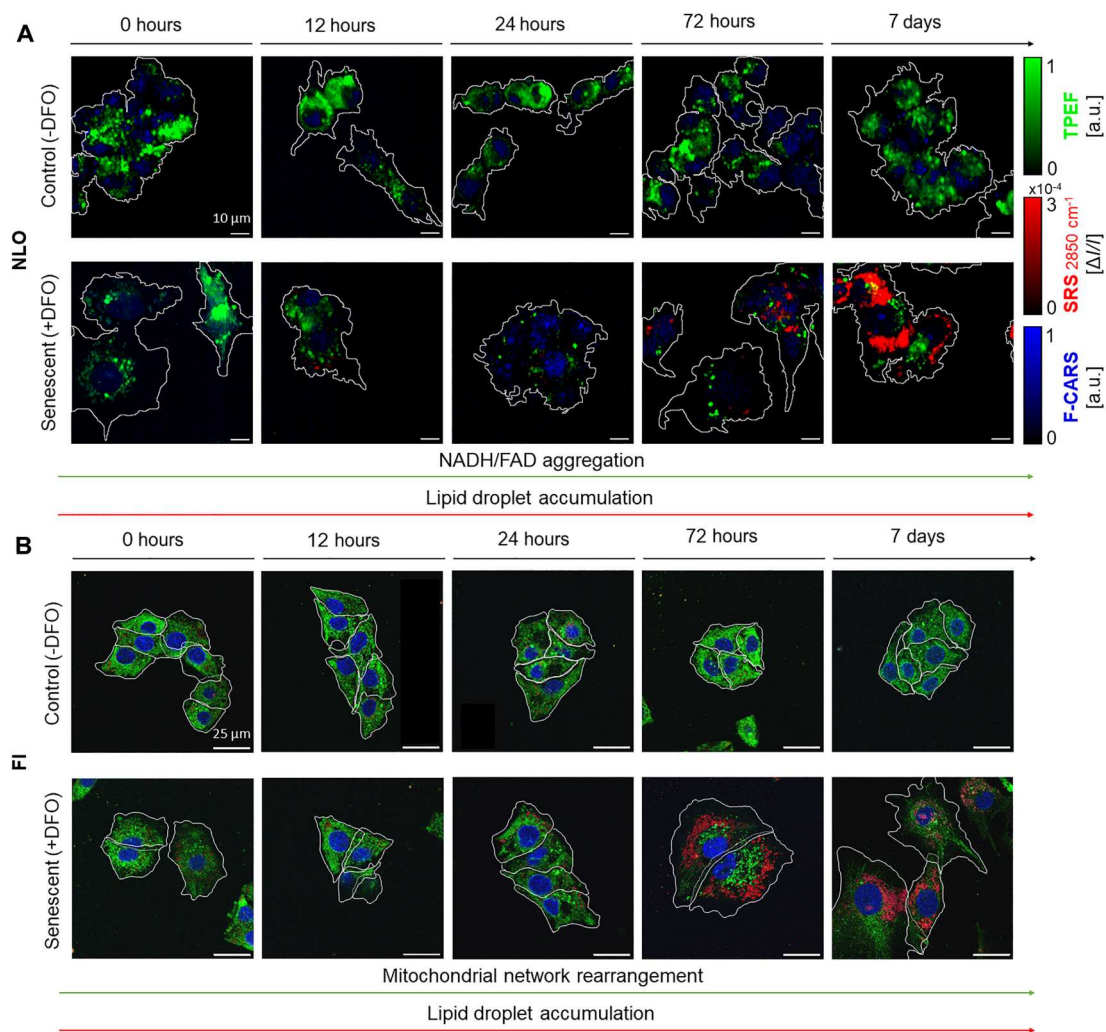 A
0 hours
12 hours
24 hours
72 hours
7 days
Control (-DFO)
10 µm
1
0
TPEF
[a.u.]
x10-4
3
0
SRS 2850 cm-1
[ΔI/I]
NLO
Senescent (+DFO)
1
0
F-CARS
[a.u.]
NADH/FAD aggregation
Lipid droplet accumulation
B
0 hours
12 hours
24 hours
72 hours
7 days
Control (-DFO)
25 µm
FI
Senescent (+DFO)
Mitochondrial network rearrangement
Lipid droplet accumulation